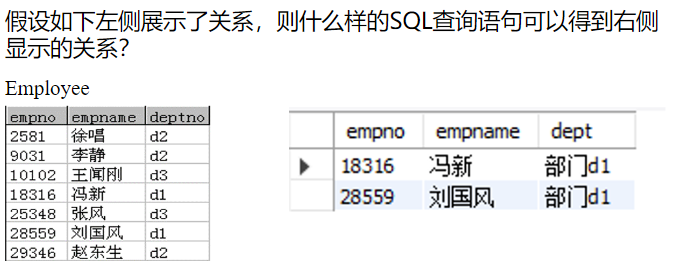 假设如下左侧展示了关系，则什么样的SQL查询语句可以得到右侧
显示的关系？
Employee
empno empname deptno
2581 徐唱 d2
9031 李静 d2
10102 王闻刚 d3
18316 冯新 d1
25348 张风 d3
28559 刘国风 d1
29346 赵东生 d2
empno empname dept
18316 冯新 部门d1
28559 刘国风 部门d1